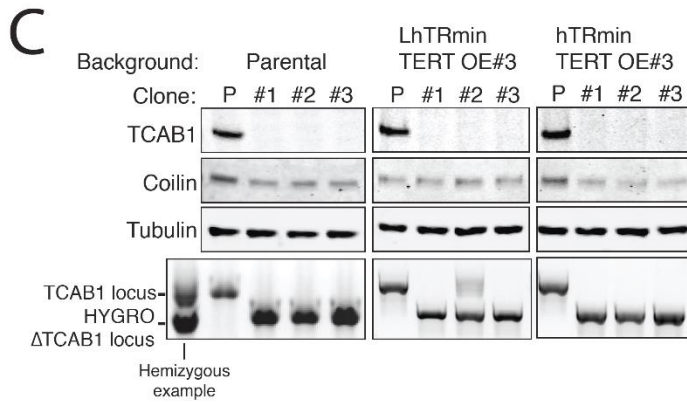 C
LhTRmin hTRmin
Background: Parental TERT OE#3 TERT OE#3
Clone: P #1 #2 #3 P #1 #2 #3 P #1 #2 #3
TCAB1
Coilin
Tubulin
TCAB1 locus
HYGRO
ΔTCAB1 locus
Hemizygous
example